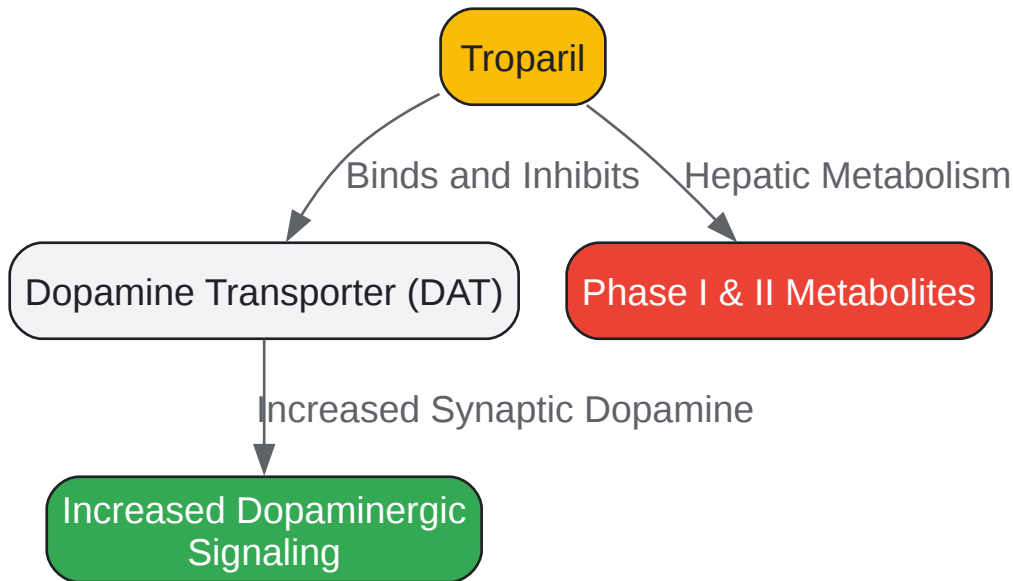 Troparil
Binds and Inhibits
Hepatic Metabolism
Dopamine Transporter (DAT)
Phase I & II Metabolites
Increased Synaptic Dopamine
Increased Dopaminergic
Signaling